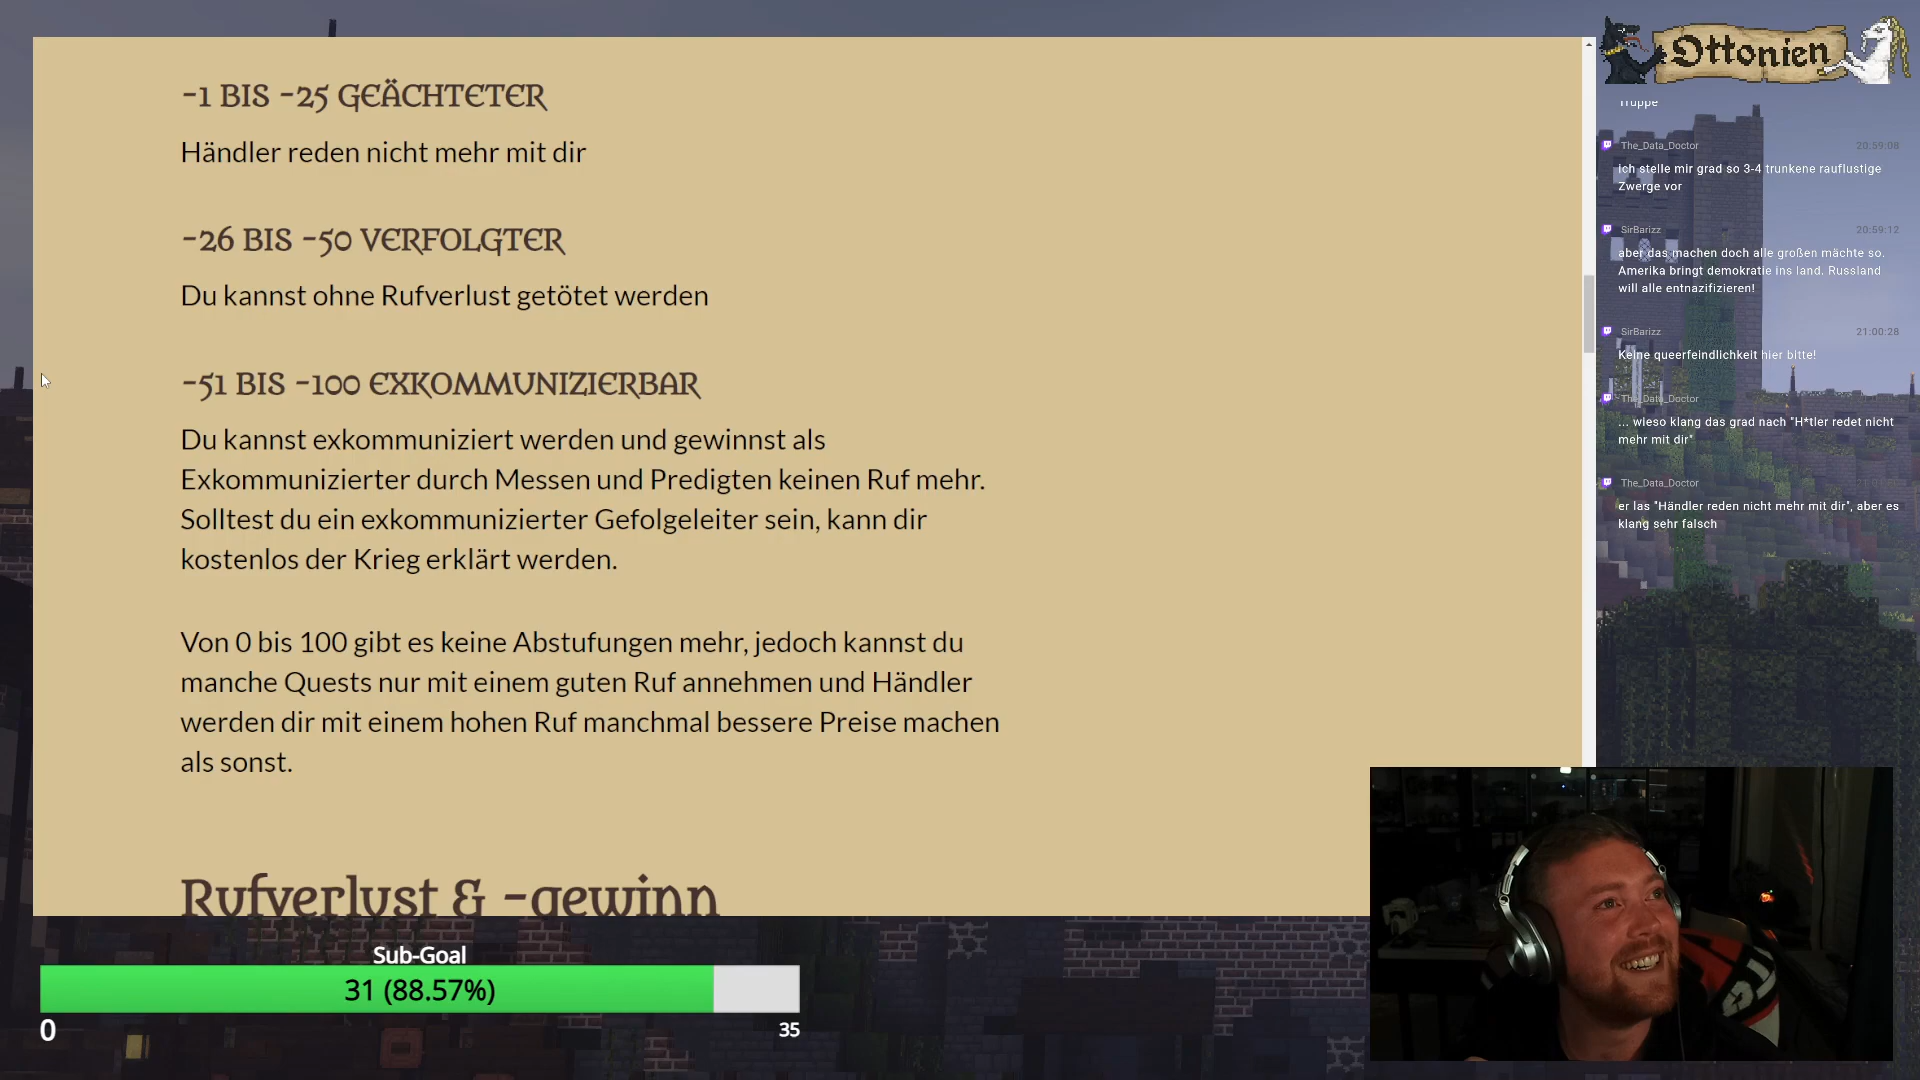 -1 BIS -25 GEÄCHTETER
Händler reden nicht mehr mit dir
-26 BIS -50 VERFOLGTER
Du kannst ohne Rufverlust getötet werden
-51 BIS -100 EXKOMMUNIZIERBAR
Du kannst exkommuniziert werden und gewinnst als
Exkommunizierter durch Messen und Predigten keinen Ruf mehr.
Solltest du ein exkommunizierter Gefolgeleiter sein, kann dir
kostenlos der Krieg erklärt werden.
Von 0 bis 100 gibt es keine Abstufungen mehr, jedoch kannst du
manche Quests nur mit einem guten Ruf annehmen und Händler
werden dir mit einem hohen Ruf manchmal bessere Preise machen
als sonst.
Rufverlust & -gewinn
Sub-Goal
31 (88.57%)
0
35
Ottonien
Truppe
The_Data_Doctor 20:59:08
ich stelle mir grad so 3-4 trunkene rauflustige
Zwerge vor
SirBarizz 20:59:12
aber das machen doch alle großen mächte so.
Amerika bringt demokratie ins land. Russland
will alle entnazifizieren!
SirBarizz 21:00:28
Keine queerfeindlichkeit hier bitte!
The_Data_Doctor
... wieso klang das grad nach "H*tler redet nicht
mehr mit dir"
The_Data_Doctor
er las "Händler reden nicht mehr mit dir", aber es
klang sehr falsch